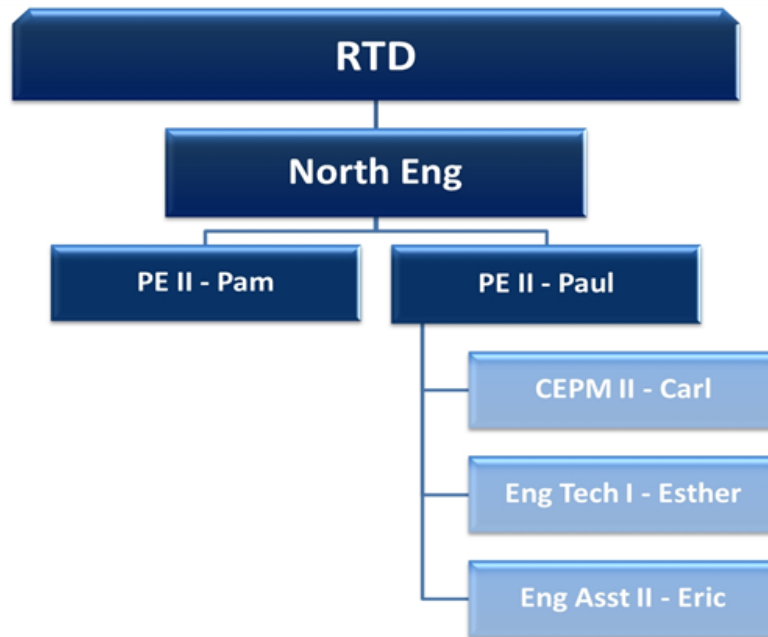 RTD
North Eng
PE II - Pam
PE II - Paul
CEPM II - Carl
Eng Tech I - Esther
Eng Asst II - Eric